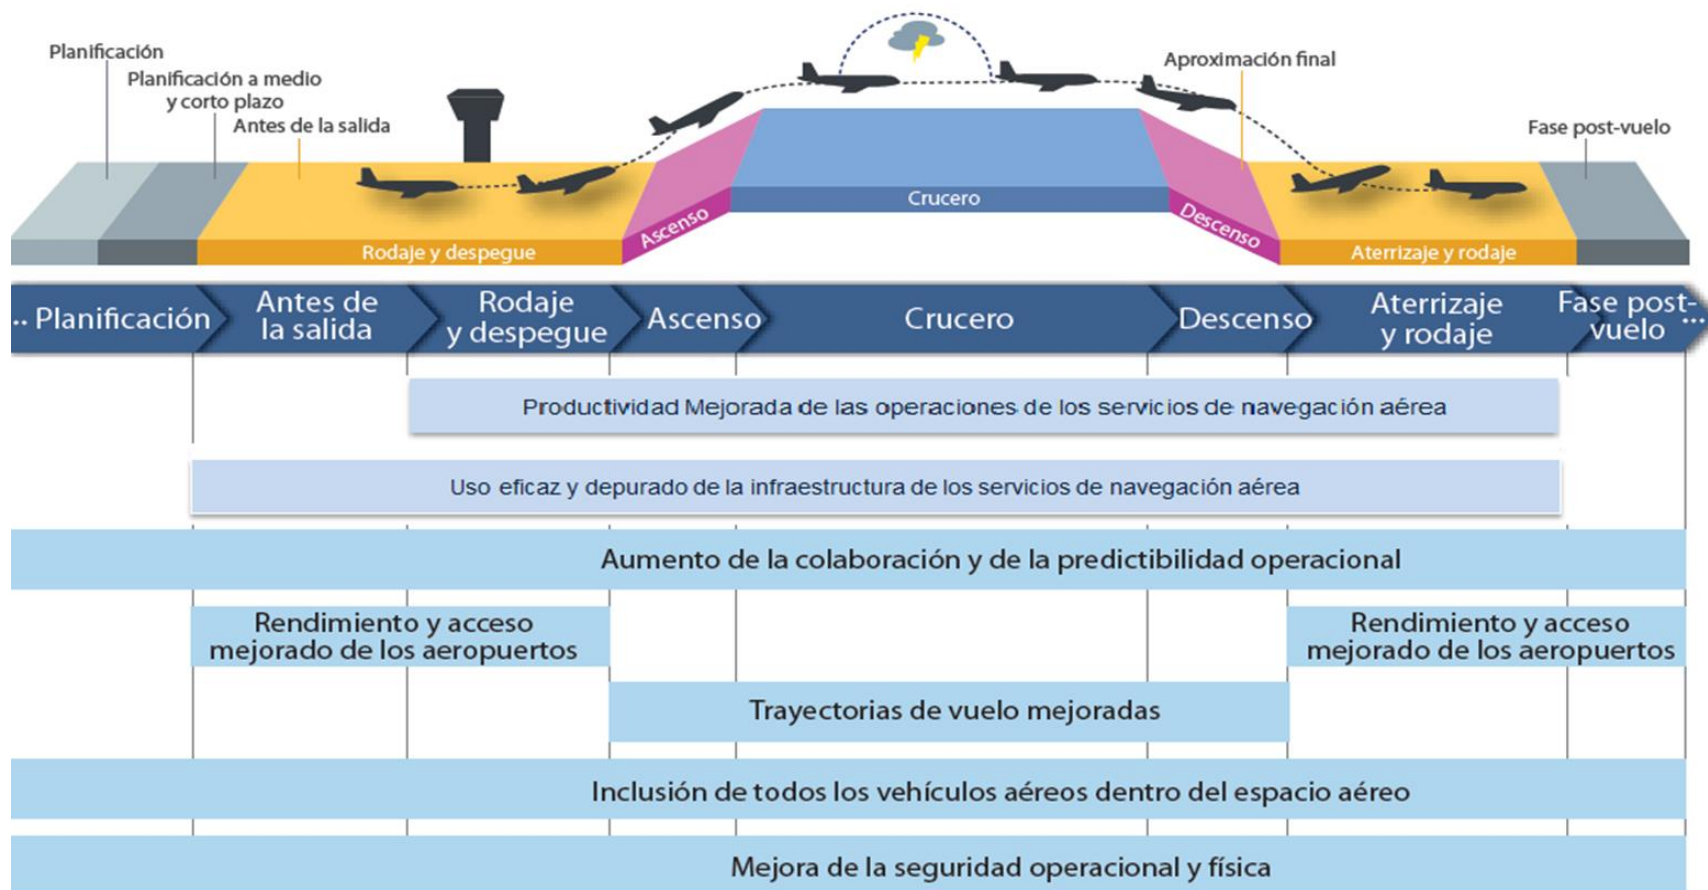 Planificación
Planificación a medio
y corto plazo
Antes de la salida
Aproximación final
Fase post-vuelo
Rodaje y despegue
Ascenso
Crucero
Descenso
Aterrizaje y rodaje
.. Planificación
Antes de
la salida
Rodaje
y despegue
Ascenso
Crucero
Descenso
Aterrizaje
y rodaje
Fase post-
vuelo ...
Productividad Mejorada de las operaciones de los servicios de navegación aérea
Uso eficaz y depurado de la infraestructura de los servicios de navegación aérea
Aumento de la colaboración y de la predictibilidad operacional
Rendimiento y acceso
mejorado de los aeropuertos
Rendimiento y acceso
mejorado de los aeropuertos
Trayectorias de vuelo mejoradas
Inclusión de todos los vehículos aéreos dentro del espacio aéreo
Mejora de la seguridad operacional y física